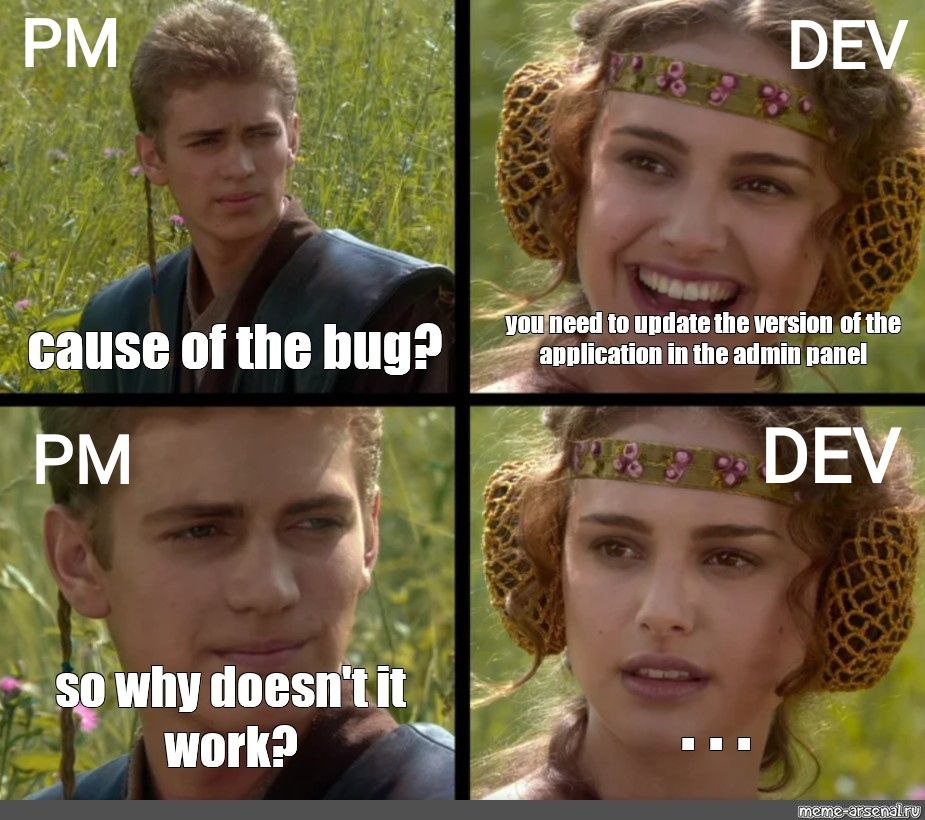 PM
cause of the bug?
DEV
you need to update the version of the
application in the admin panel
PM
so why doesn't it
work?
DEV
...
meme-arsenal.ru